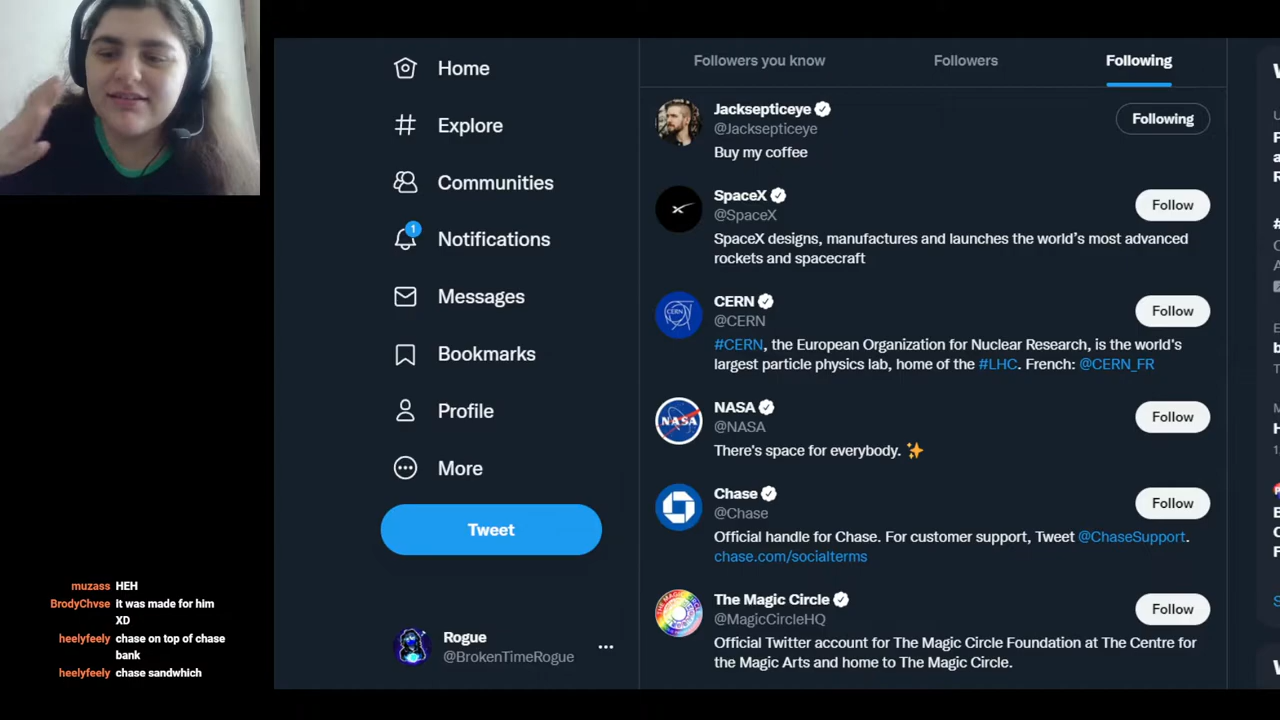 Home
Explore
Communities
1
Notifications
Messages
Bookmarks
Profile
More
Tweet
Rogue
@BrokenTimeRogue
Followers you know
Followers
Following
Jacksepticeye
@Jacksepticeye
Buy my coffee
Following
SpaceX
@SpaceX
SpaceX designs, manufactures and launches the world's most advanced
rockets and spacecraft
Follow
CERN
CERN
@CERN
#CERN, the European Organization for Nuclear Research, is the world's
largest particle physics lab, home of the #LHC. French: @CERN_FR
Follow
NASA
NASA
@NASA
There's space for everybody. ✨
Follow
Chase
@Chase
Official handle for Chase. For customer support, Tweet @ChaseSupport.
chase.com/socialterms
Follow
THE MAGIC CIRCLE
The Magic Circle
@MagicCircleHQ
Official Twitter account for The Magic Circle Foundation at The Centre for
the Magic Arts and home to The Magic Circle.
Follow
muzass HEH
BrodyChvse It was made for him
XD
heelyfeely chase on top of chase
bank
heelyfeely chase sandwhich